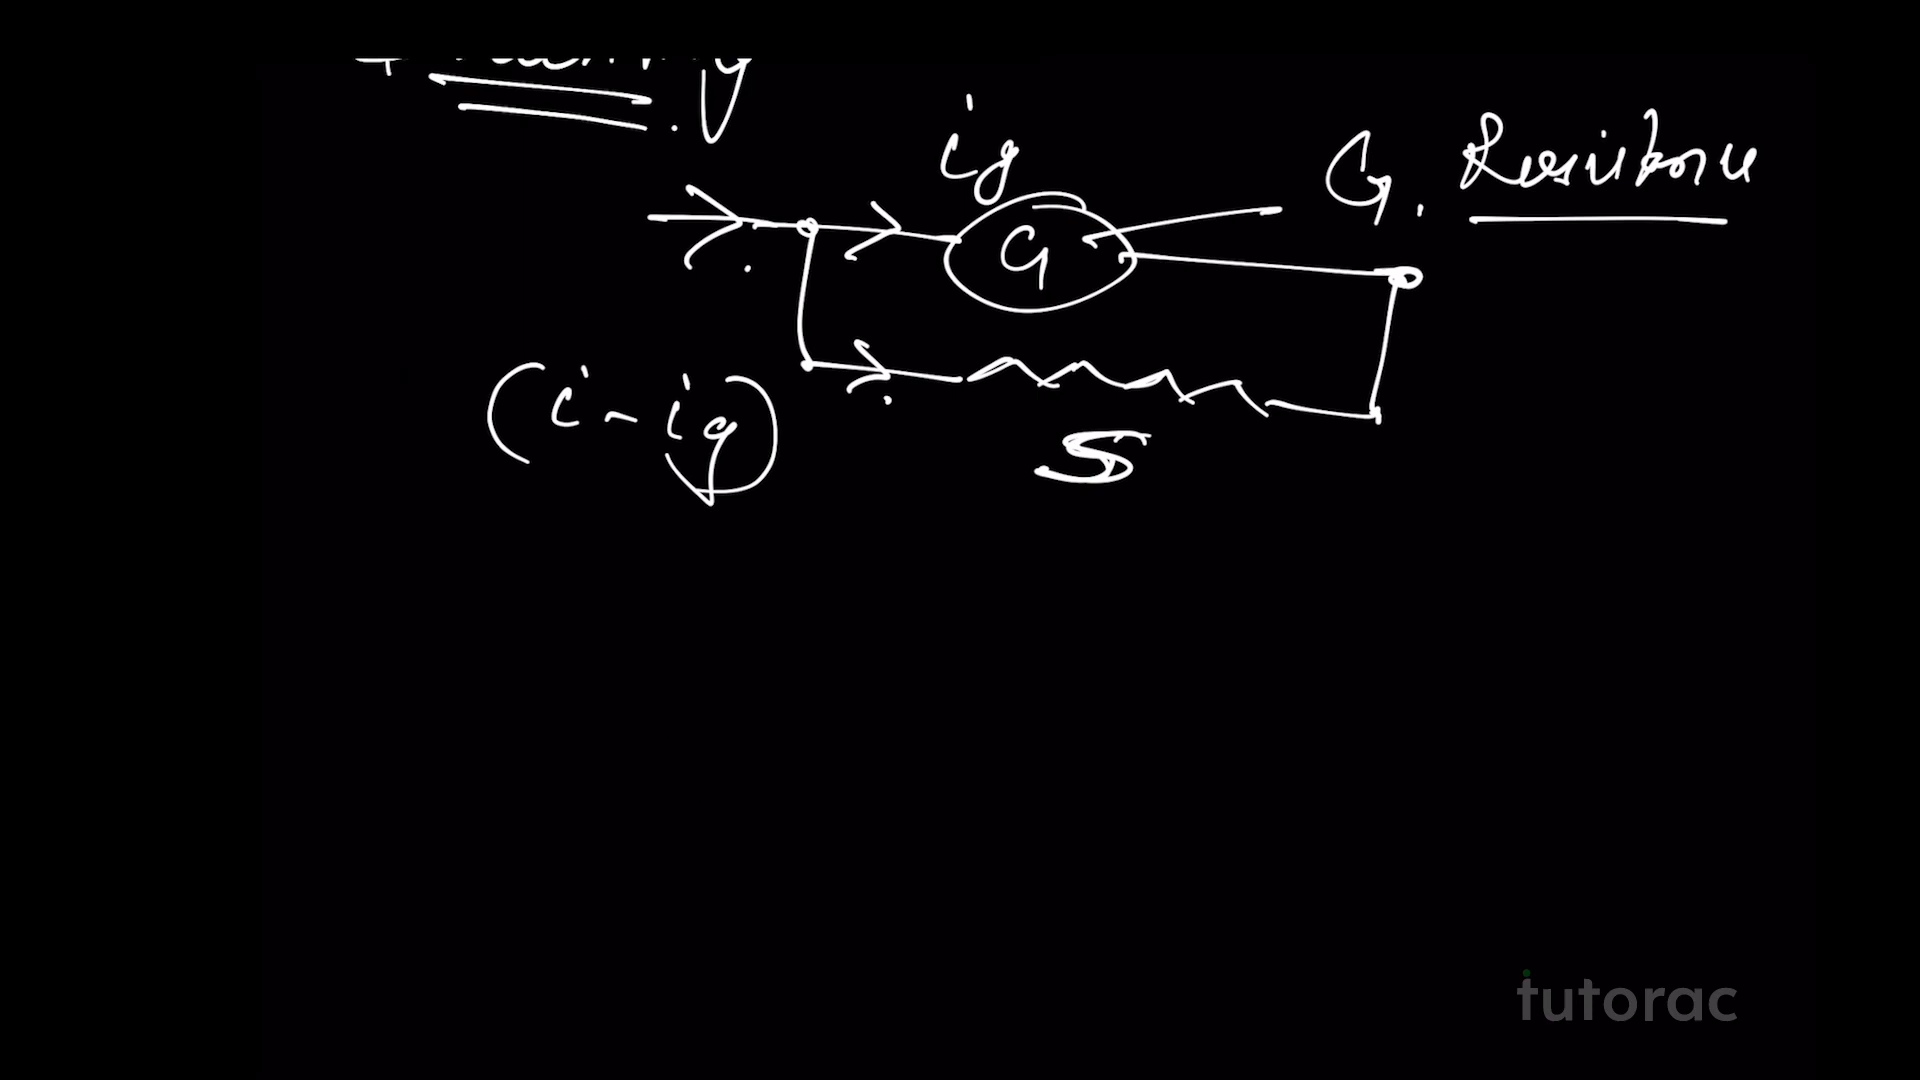 ig
G. Resistance
G
(i - ig)
S
tutorac